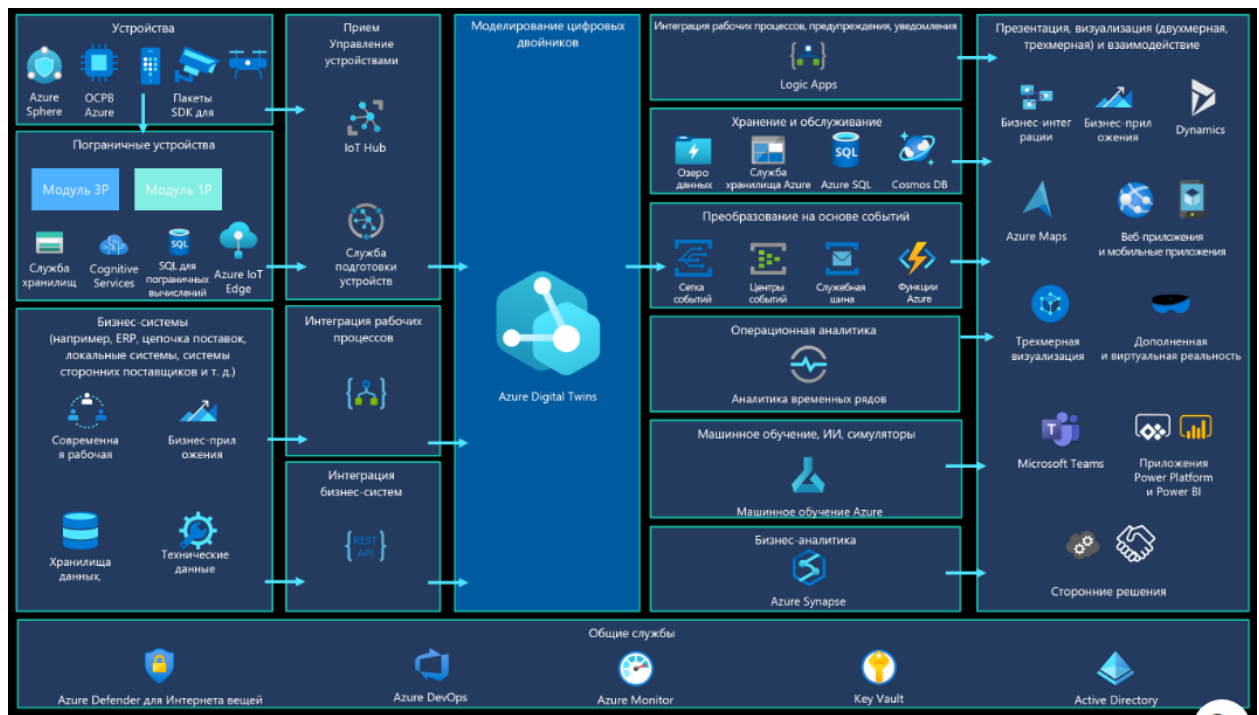 Устройства
Azure
Sphere
ОСРВ
Azure
Пакеты
SDK для
Пограничные устройства
Модуль 3P
Модуль 1P
Служба
хранилищ
Cognitive
Services
SQL
SQL для
пограничных
вычислений
Azure IoT
Edge
Бизнес-системы
(например, ERP, цепочка поставок,
локальные системы, системы
сторонних поставщиков и т. д.)
Современна
я рабочая
Бизнес-прил
ожения
Хранилища
данных,
Технические
данные
Прием
Управление
устройствами
IoT Hub
Служба
подготовки
устройств
Интеграция рабочих
процессов
Интеграция
бизнес-систем
REST
API
Моделирование цифровых
двойников
Azure Digital Twins
Интеграция рабочих процессов, предупреждения, уведомления
Logic Apps
Хранение и обслуживание
Озеро
данных
Служба
хранилища Azure
SQL
Azure SQL
Cosmos DB
Преобразование на основе событий
Сетка
событий
Центры
событий
Служебная
шина
Функции
Azure
Операционная аналитика
Аналитика временных рядов
Машинное обучение, ИИ, симуляторы
Машинное обучение Azure
Бизнес-аналитика
Azure Synapse
Презентация, визуализация (двухмерная,
трехмерная) и взаимодействие
Бизнес-интег
рации
Бизнес-прил
ожения
Dynamics
Azure Maps
Веб-приложения
и мобильные приложения
Трехмерная
визуализация
Дополненная
и виртуальная реальность
T
Microsoft Teams
Приложения
Power Platform
и Power BI
Сторонние решения
Общие службы
Azure Defender для Интернета вещей
Azure DevOps
Azure Monitor
Key Vault
Active Directory